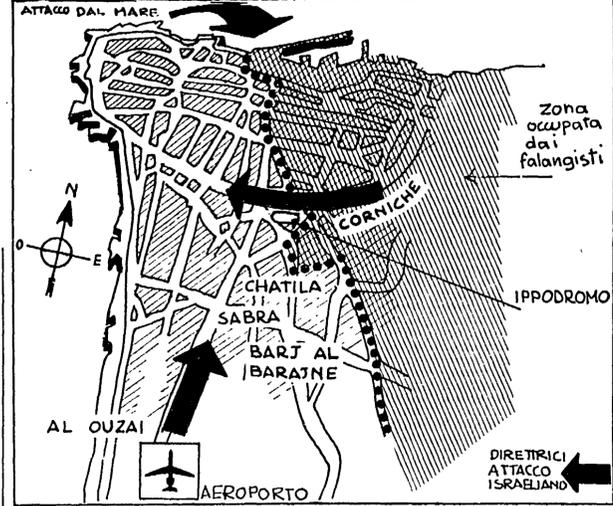 ATTACCO DAL MARE
Zona
occupata
dai
falangisti
N
O
E
CORNICHE
IPPODROMO
CHATILA
SABRA
BARJ AL
BARAJNE
AL OUZAI
AEROPORTO
DIRETTRICI
ATTACCO
ISRAELIANO